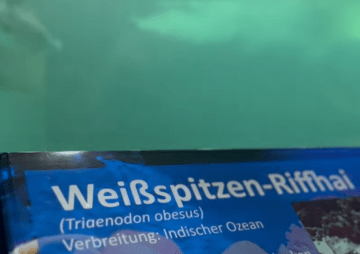 Weißspitzen-Riffhai
(Triaenodon obesus)
Verbreitung: Indischer Ozean